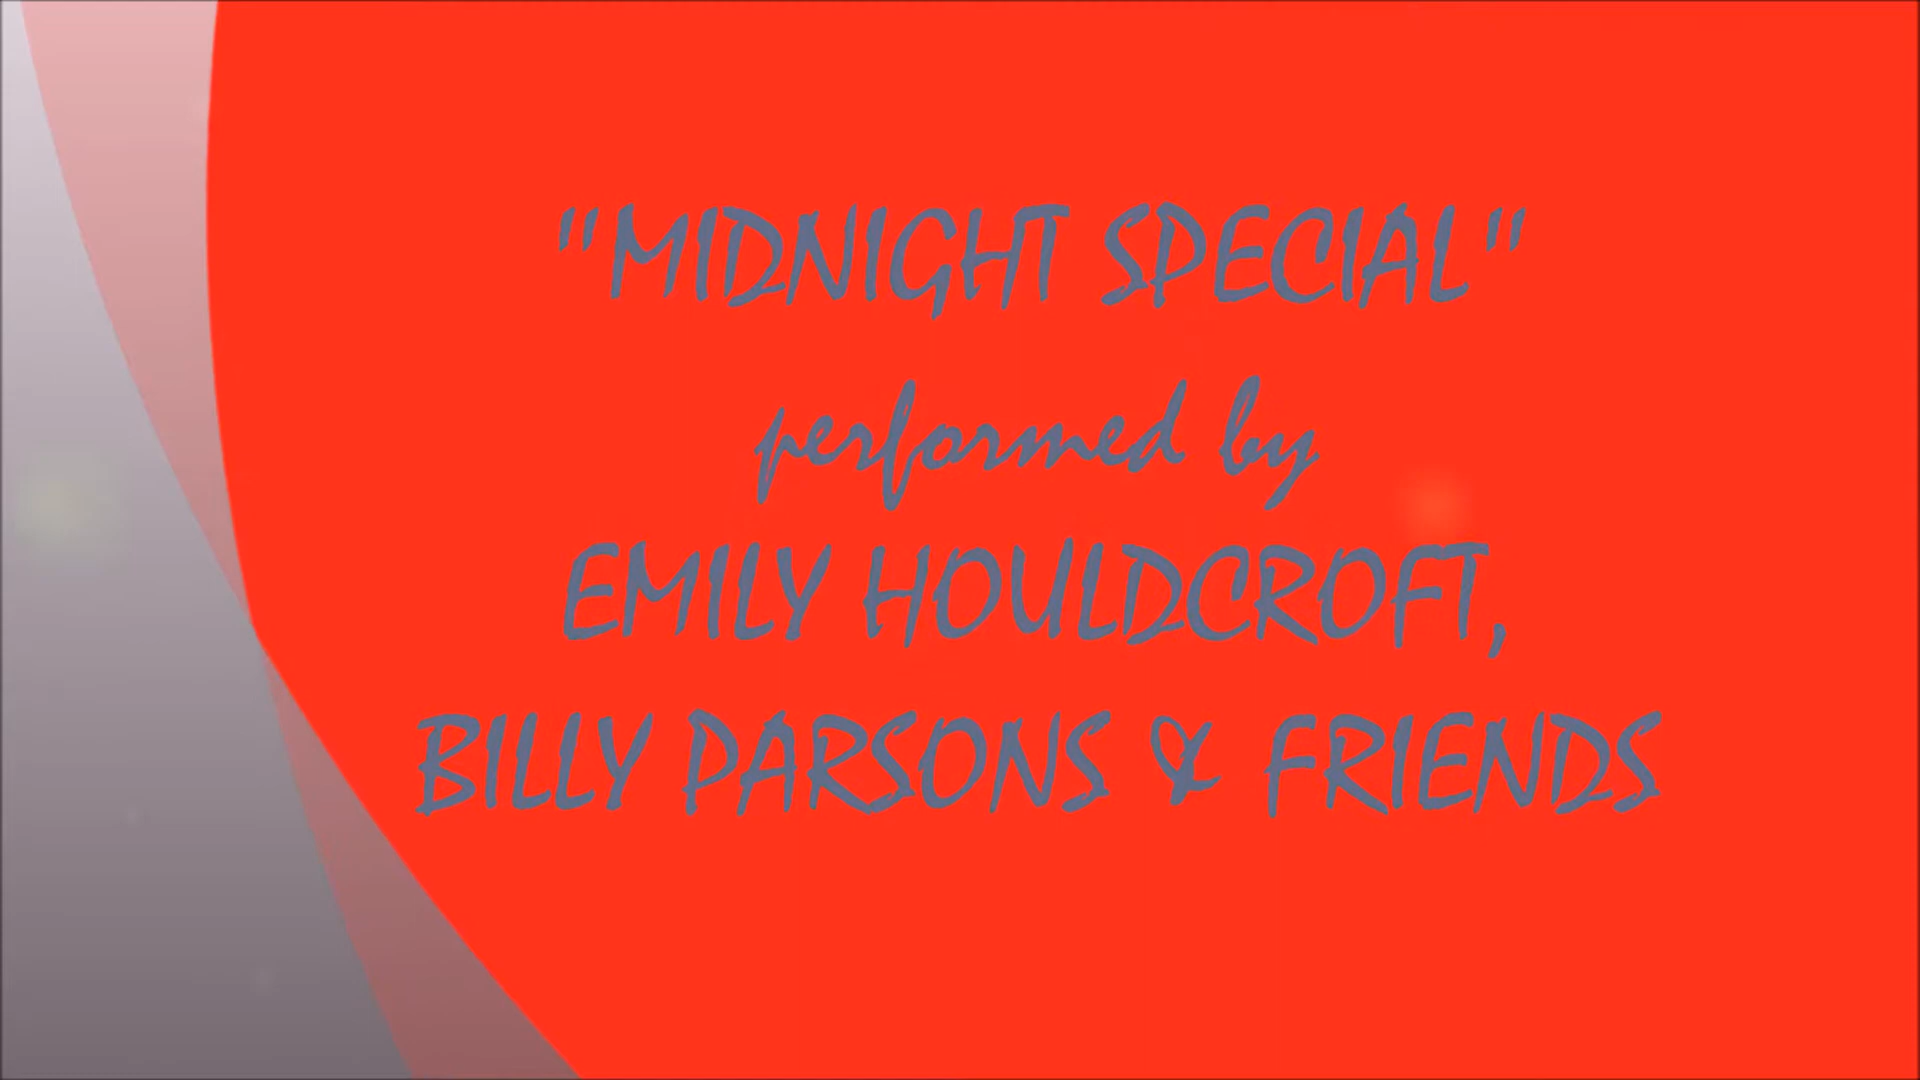 "MIDNIGHT SPECIAL"
performed by
EMILY HOULDCROFT,
BILLY PARSONS & FRIENDS